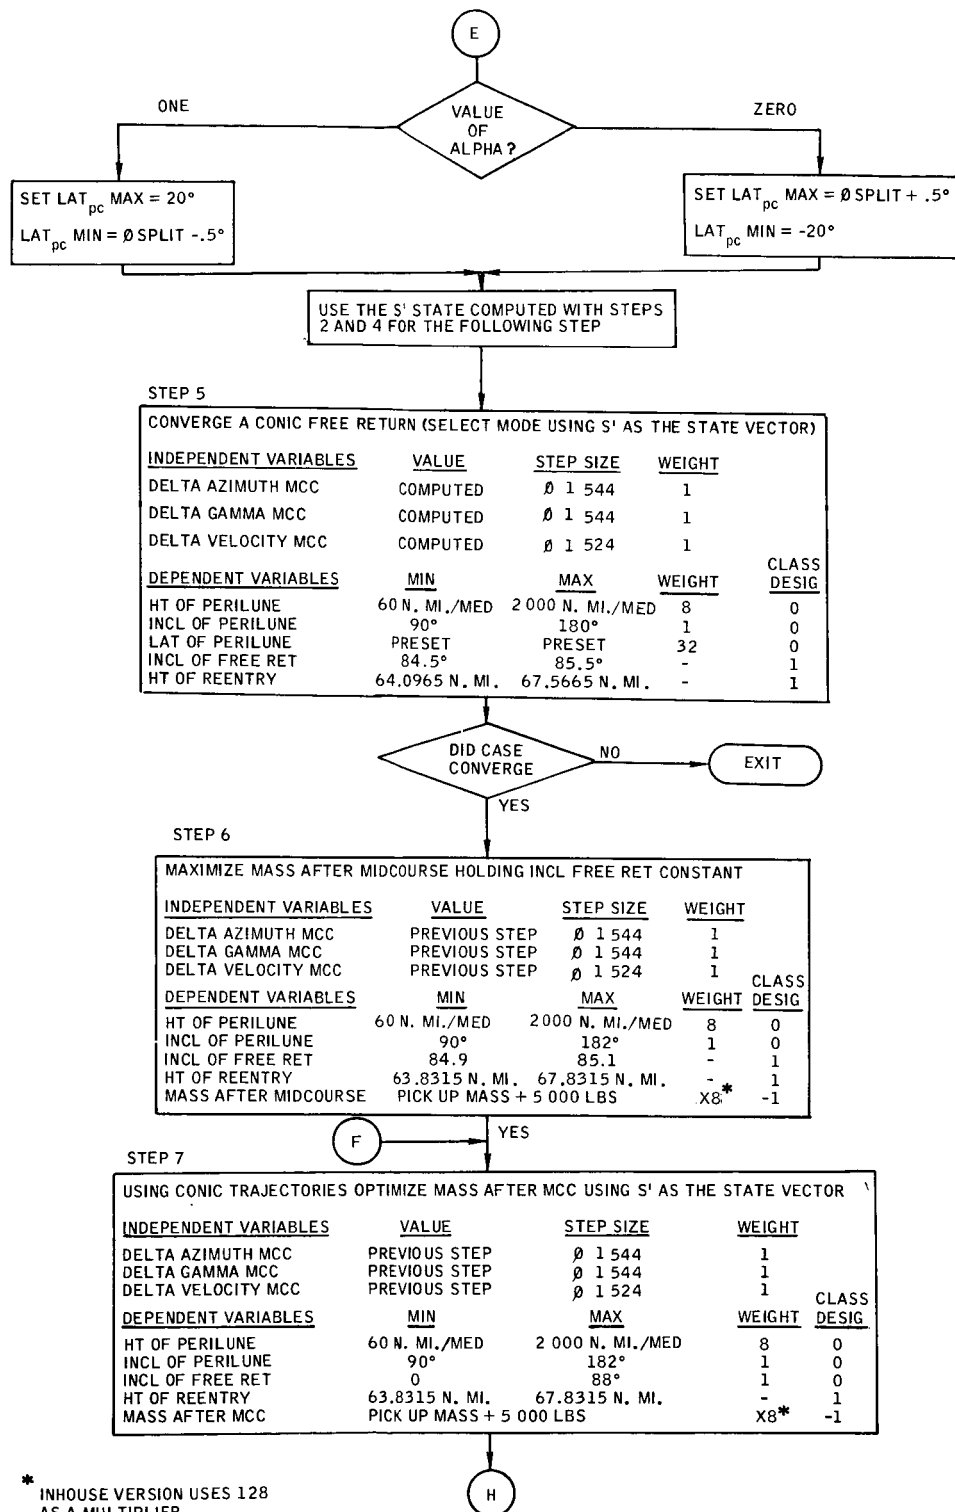 E
VALUE
OF
ALPHA?
ONE
ZERO
SET LATpc MAX = 20°
LATpc MIN = Ø SPLIT -.5°
SET LATpc MAX = Ø SPLIT + .5°
LATpc MIN = -20°
USE THE S' STATE COMPUTED WITH STEPS
2 AND 4 FOR THE FOLLOWING STEP
STEP 5
CONVERGE A CONIC FREE RETURN (SELECT MODE USING S' AS THE STATE VECTOR)
INDEPENDENT VARIABLES VALUE STEP SIZE WEIGHT
DELTA AZIMUTH MCC COMPUTED Ø 1 544 1
DELTA GAMMA MCC COMPUTED Ø 1 544 1
DELTA VELOCITY MCC COMPUTED Ø 1 524 1
DEPENDENT VARIABLES MIN MAX WEIGHT CLASS DESIG
HT OF PERILUNE 60 N. MI./MED 2 000 N. MI./MED 8 0
INCL OF PERILUNE 90° 180° 1 0
LAT OF PERILUNE PRESET PRESET 32 0
INCL OF FREE RET 84.5° 85.5° - 1
HT OF REENTRY 64.0965 N. MI. 67.5665 N. MI. - 1
DID CASE
CONVERGE
NO
EXIT
YES
STEP 6
MAXIMIZE MASS AFTER MIDCOURSE HOLDING INCL FREE RET CONSTANT
INDEPENDENT VARIABLES VALUE STEP SIZE WEIGHT
DELTA AZIMUTH MCC PREVIOUS STEP Ø 1 544 1
DELTA GAMMA MCC PREVIOUS STEP Ø 1 544 1
DELTA VELOCITY MCC PREVIOUS STEP Ø 1 524 1
DEPENDENT VARIABLES MIN MAX WEIGHT CLASS DESIG
HT OF PERILUNE 60 N. MI./MED 2000 N. MI./MED 8 0
INCL OF PERILUNE 90° 182° 1 0
INCL OF FREE RET 84.9 85.1 - 1
HT OF REENTRY 63.8315 N. MI. 67.8315 N. MI. - 1
MASS AFTER MIDCOURSE PICK UP MASS + 5 000 LBS X8* -1
YES
F
STEP 7
USING CONIC TRAJECTORIES OPTIMIZE MASS AFTER MCC USING S' AS THE STATE VECTOR
INDEPENDENT VARIABLES VALUE STEP SIZE WEIGHT
DELTA AZIMUTH MCC PREVIOUS STEP Ø 1 544 1
DELTA GAMMA MCC PREVIOUS STEP Ø 1 544 1
DELTA VELOCITY MCC PREVIOUS STEP Ø 1 524 1
DEPENDENT VARIABLES MIN MAX WEIGHT CLASS DESIG
HT OF PERILUNE 60 N. MI./MED 2 000 N. MI./MED 8 0
INCL OF PERILUNE 90° 182° 1 0
INCL OF FREE RET 0 88° 1 0
HT OF REENTRY 63.8315 N. MI. 67.8315 N. MI. - 1
MASS AFTER MCC PICK UP MASS + 5 000 LBS X8* -1
H
* INHOUSE VERSION USES 128
AS A MULTIPLIER